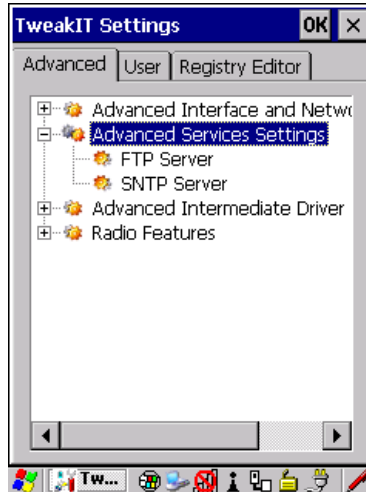 TweakIT Settings OK
Advanced User Registry Editor
Advanced Interface and Netwo
Advanced Services Settings
FTP Server
SNTP Server
Advanced Intermediate Driver
Radio Features
Tw...